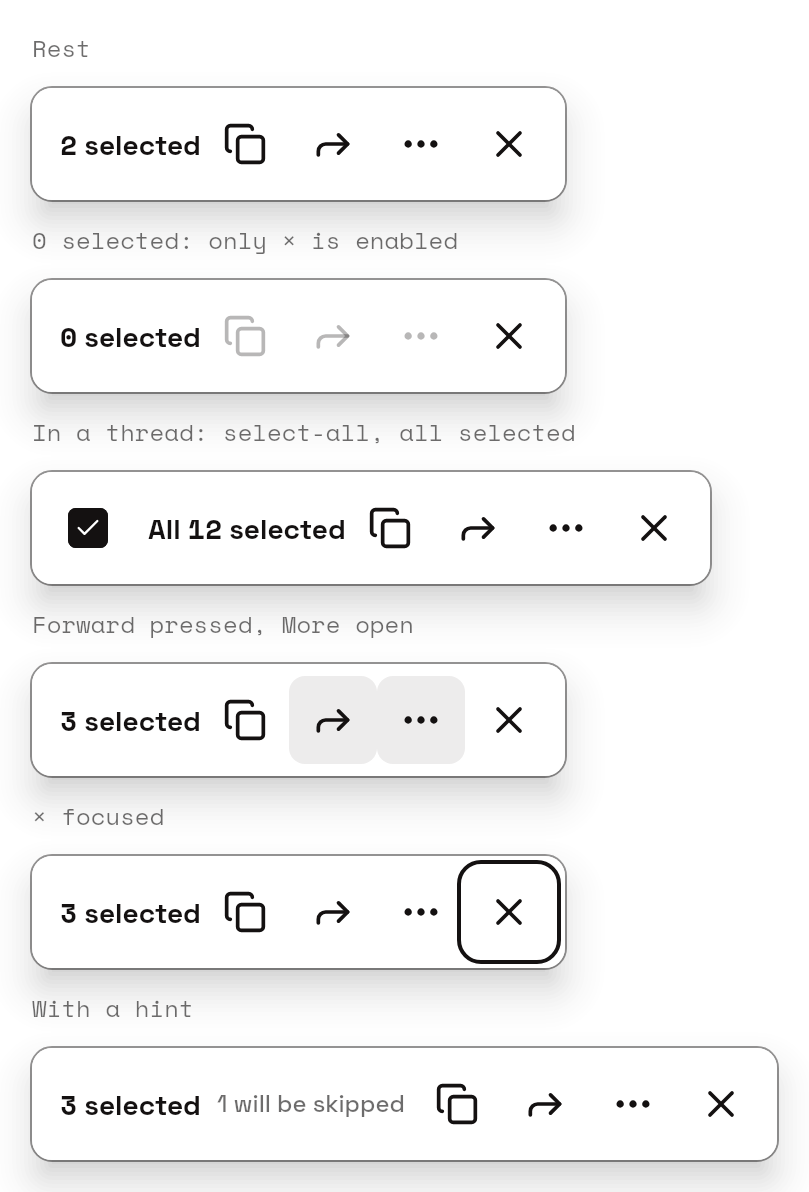 Rest
2 selected
0 selected: only × is enabled
0 selected
In a thread: select-all, all selected
All 12 selected
Forward pressed, More open
3 selected
× focused
3 selected
With a hint
3 selected 1 will be skipped